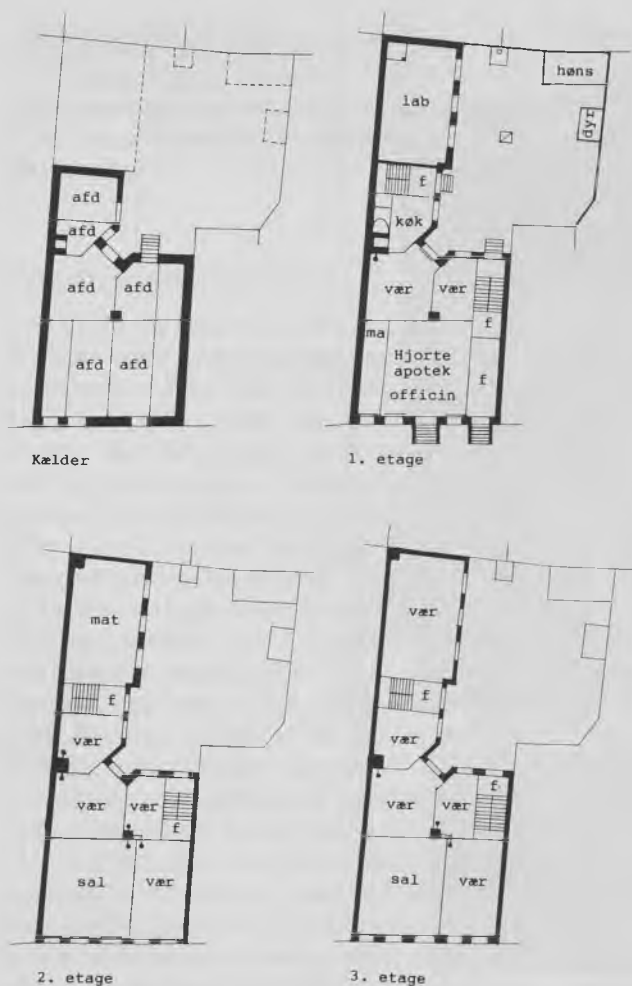 afd
afd
afd
afd
afd
afd
Kælder
høns
lab
dyr
f
køk
vær
vær
ma
f
Hjorte
apotek
officin
f
1. etage
mat
f
vær
vær
vær
f
sal
vær
2. etage
vær
f
vær
f
vær
vær
sal
vær
3. etage